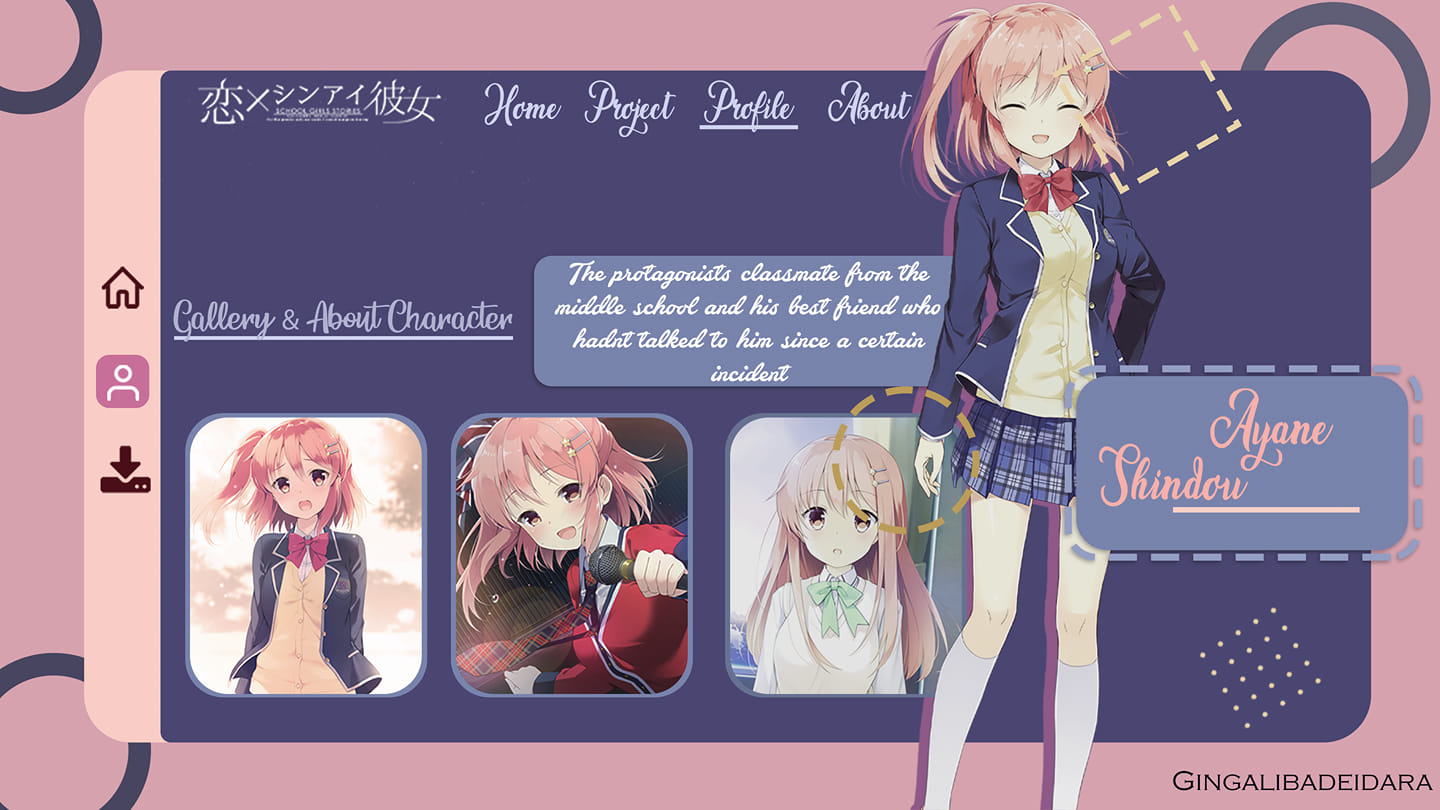 恋×シンアイ彼女
SCHOOL GIRLS STORIES
Home Project Profile About
Gallery & About Character
The protagonists classmate from the
middle school and his best friend who
hadnt talked to him since a certain
incident
Ayane
Shindou
GINGALIBADEIDARA